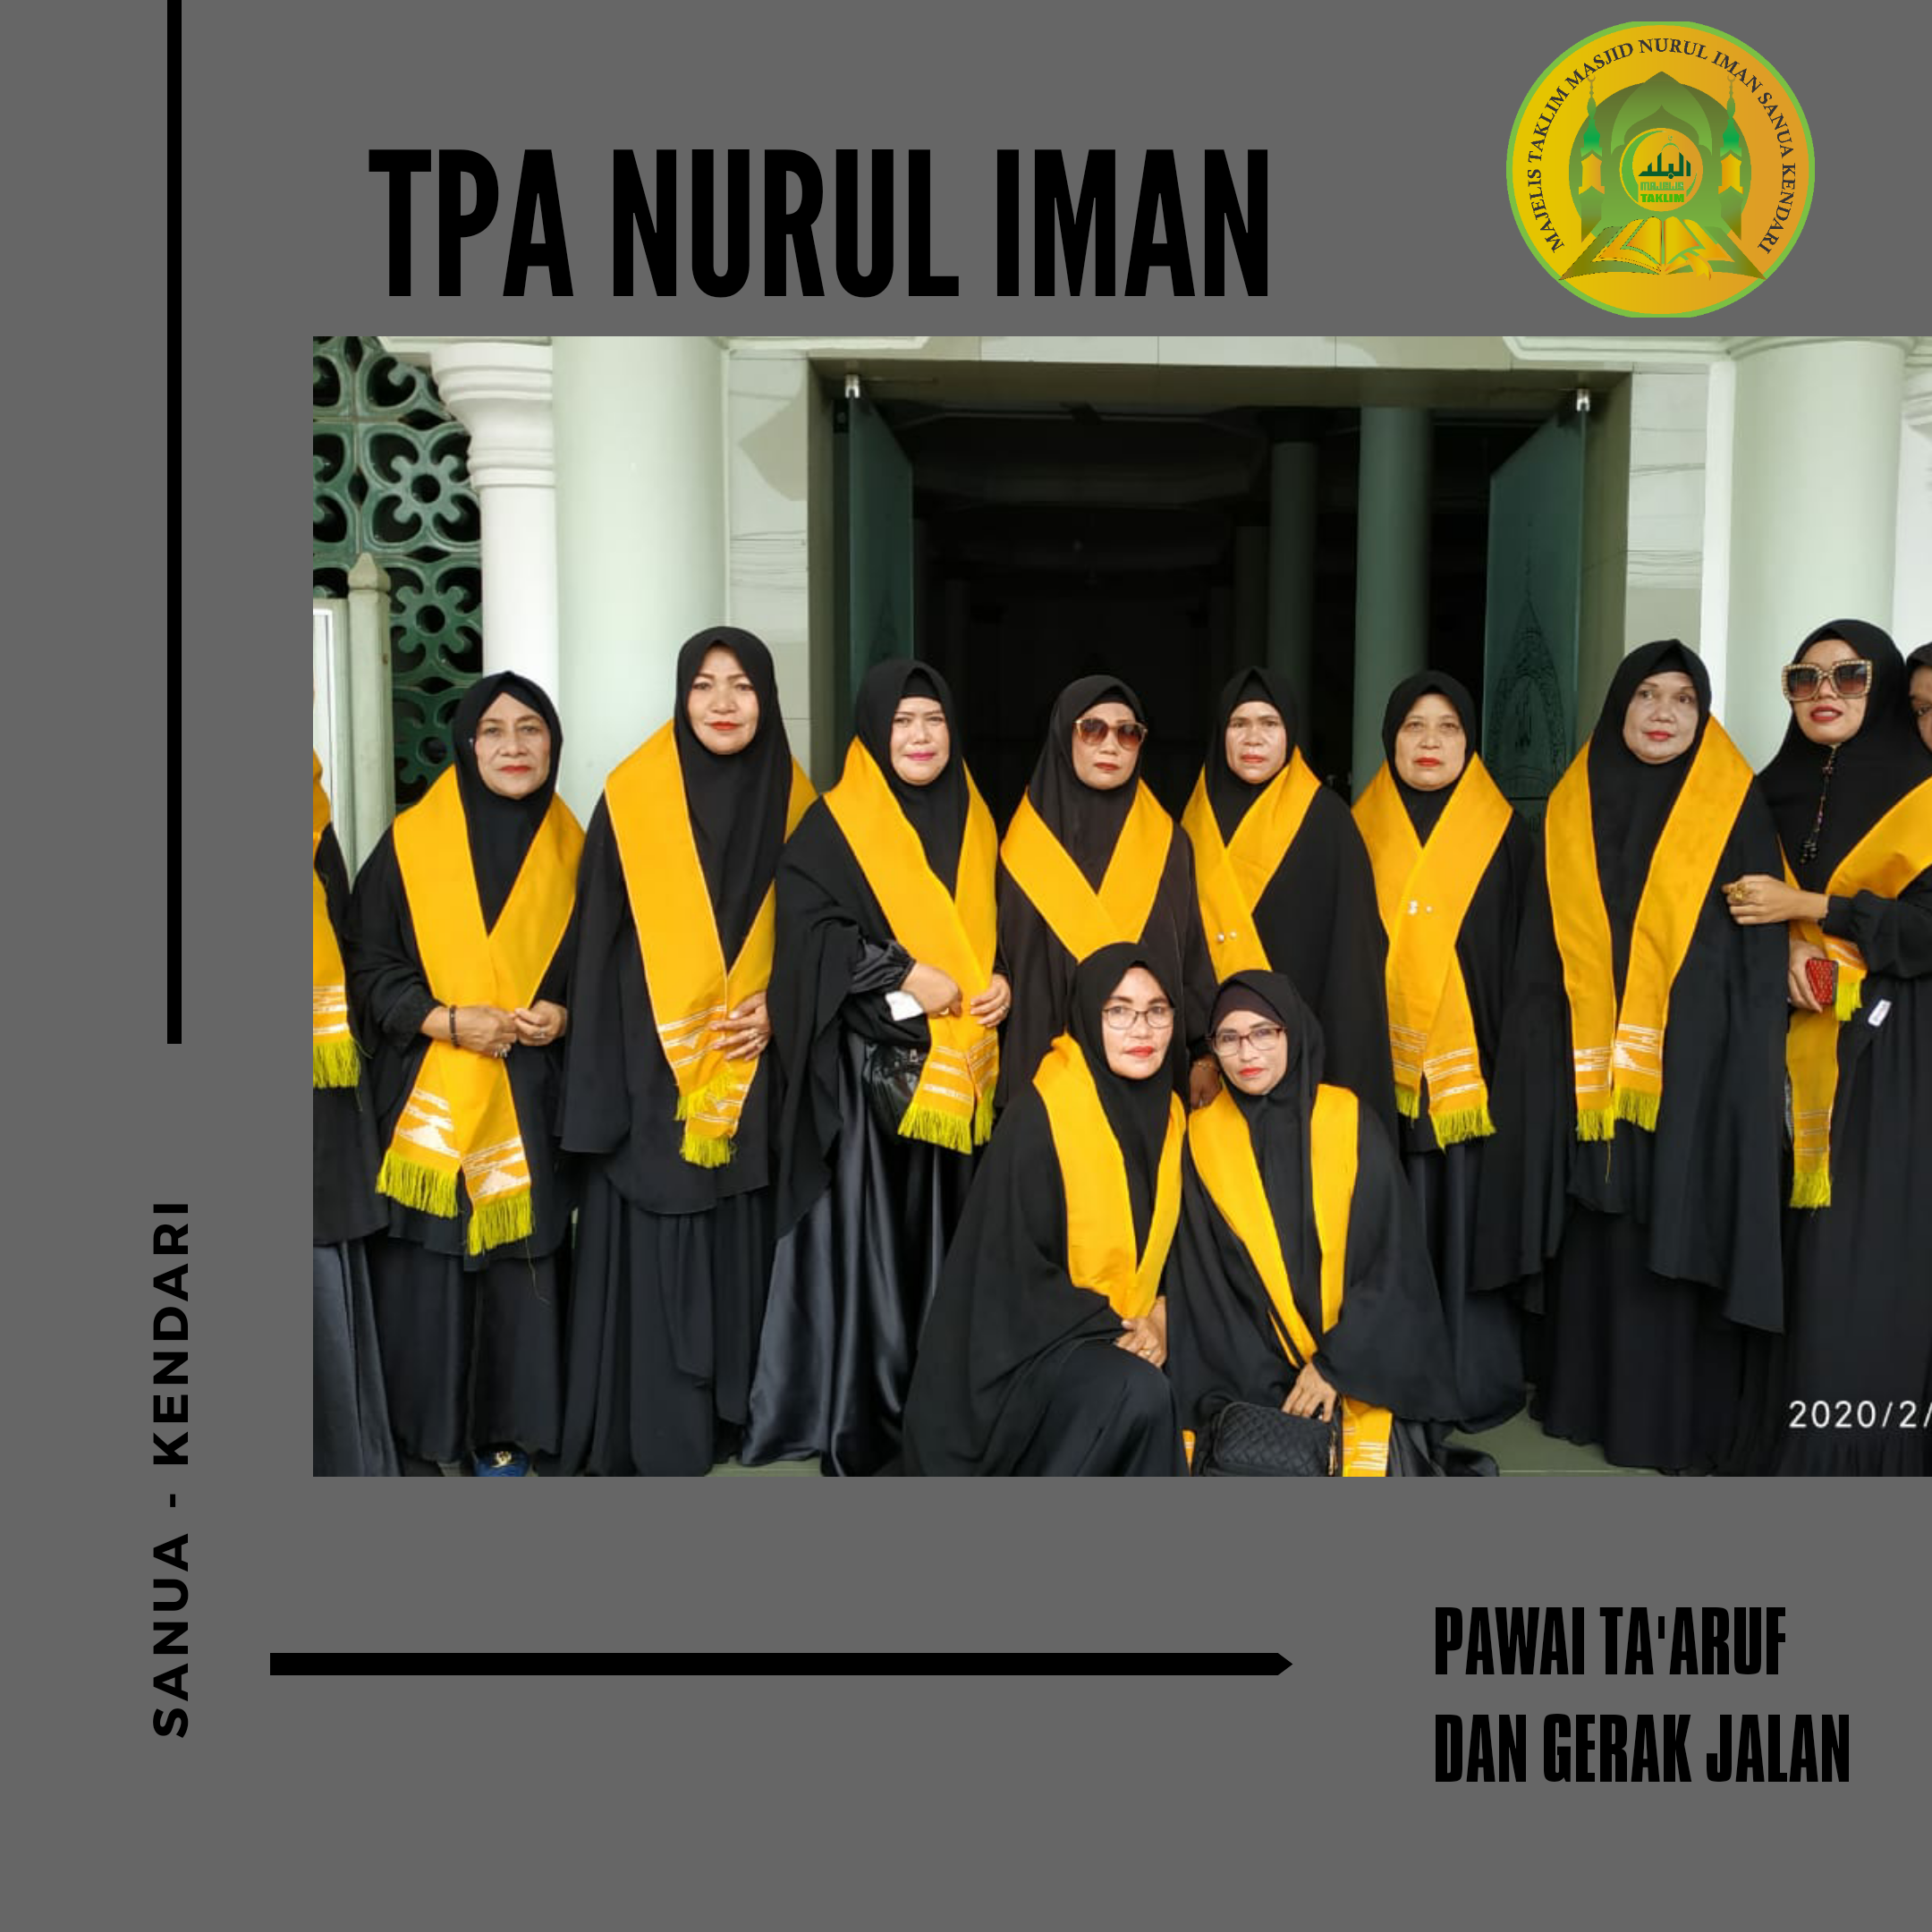 TPA NURUL IMAN
MAJELIS TAKLIM MASJID NURUL IMAN SANUA KENDARI
TAKLIM
2020/2/
SANUA - KENDARI
PAWAI TA'ARUF
DAN GERAK JALAN